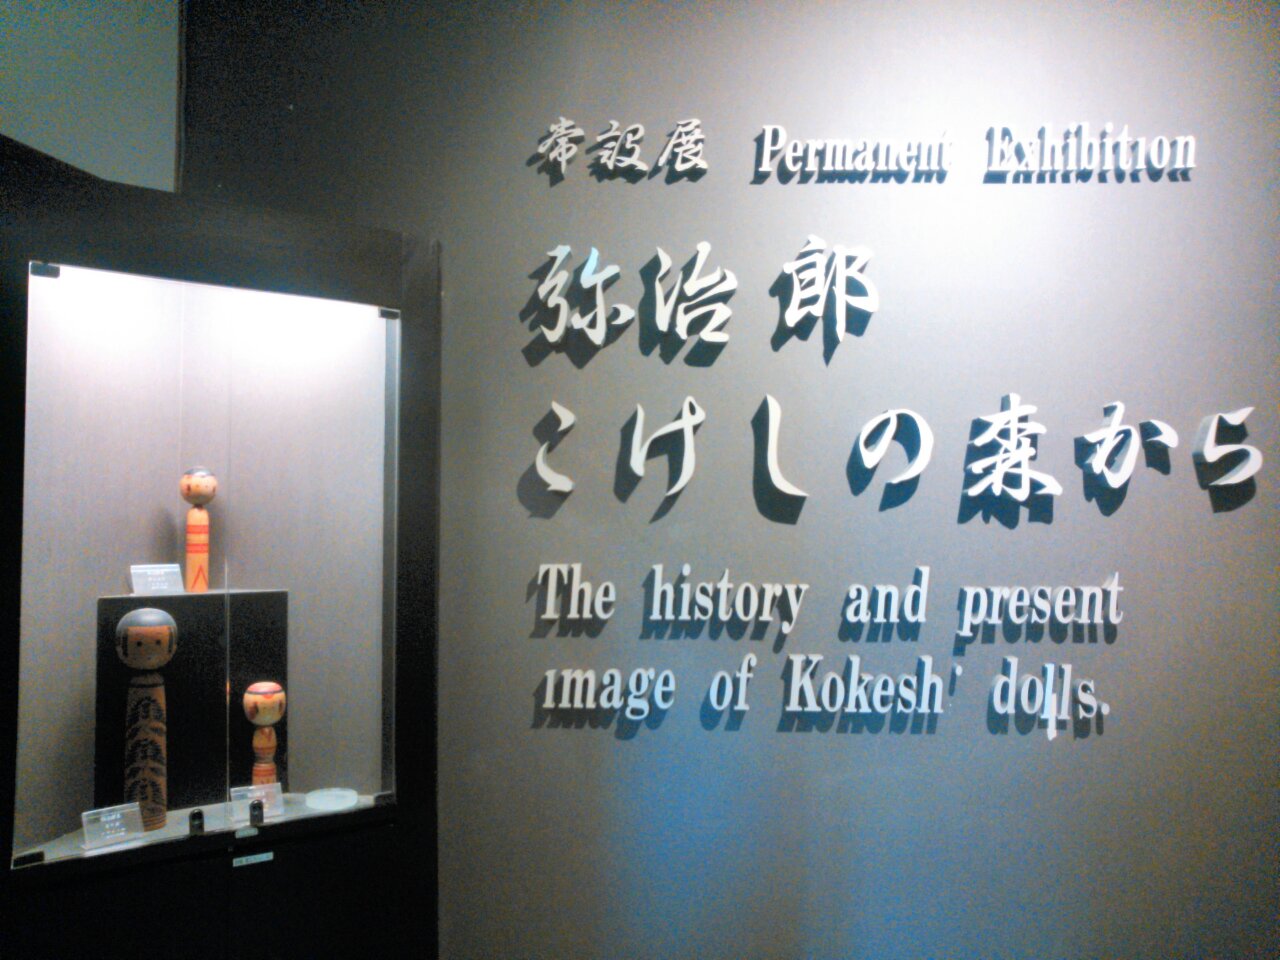 常設展 Permanent Exhibition
弥治郎
こけしの森から
The history and present
image of Kokeshi dolls.